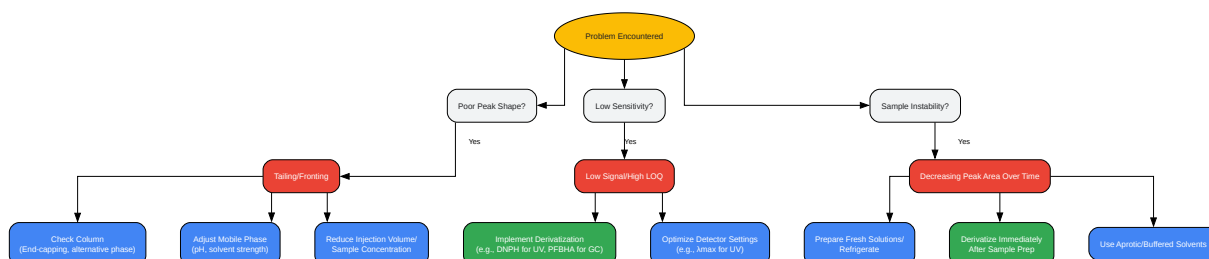 Problem Encountered
Poor Peak Shape?
Low Sensitivity?
Sample Instability?
Yes
Yes
Yes
Tailing/Fronting
Low Signal/High LOQ
Decreasing Peak Area Over Time
Check Column
(End-capping, alternative phase)
Adjust Mobile Phase
(pH, solvent strength)
Reduce Injection Volume/
Sample Concentration
Implement Derivatization
(e.g., DNPH for UV, PFBHA for GC)
Optimize Detector Settings
(e.g., λmax for UV)
Prepare Fresh Solutions/
Refrigerate
Derivatize Immediately
After Sample Prep
Use Aprotic/Buffered Solvents